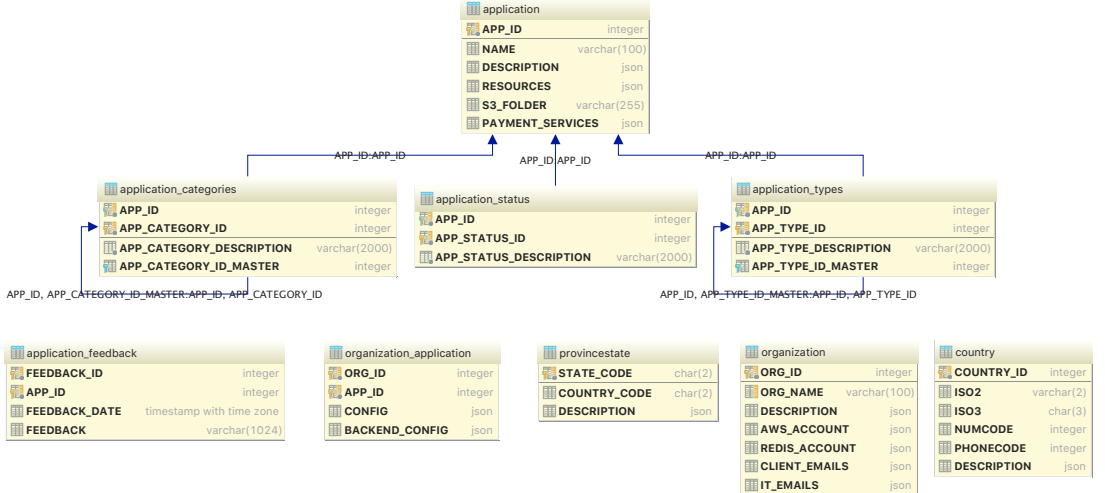 application
APP_ID integer
NAME varchar(100)
DESCRIPTION json
RESOURCES json
S3_FOLDER varchar(255)
PAYMENT_SERVICES json
APP_ID:APP_ID
APP_ID:APP_ID
APP_ID:APP_ID
application_categories
APP_ID integer
APP_CATEGORY_ID integer
APP_CATEGORY_DESCRIPTION varchar(2000)
APP_CATEGORY_ID_MASTER integer
APP_ID, APP_CATEGORY_ID_MASTER:APP_ID, APP_CATEGORY_ID
application_status
APP_ID integer
APP_STATUS_ID integer
APP_STATUS_DESCRIPTION varchar(2000)
application_types
APP_ID integer
APP_TYPE_ID integer
APP_TYPE_DESCRIPTION varchar(2000)
APP_TYPE_ID_MASTER integer
APP_ID, APP_TYPE_ID_MASTER:APP_ID, APP_TYPE_ID
application_feedback
FEEDBACK_ID integer
APP_ID integer
FEEDBACK_DATE timestamp with time zone
FEEDBACK varchar(1024)
organization_application
ORG_ID integer
APP_ID integer
CONFIG json
BACKEND_CONFIG json
provincestate
STATE_CODE char(2)
COUNTRY_CODE char(2)
DESCRIPTION json
organization
ORG_ID integer
ORG_NAME varchar(100)
DESCRIPTION json
AWS_ACCOUNT json
REDIS_ACCOUNT json
CLIENT_EMAILS json
IT_EMAILS json
country
COUNTRY_ID integer
ISO2 varchar(2)
ISO3 char(3)
NUMCODE integer
PHONECODE integer
DESCRIPTION json